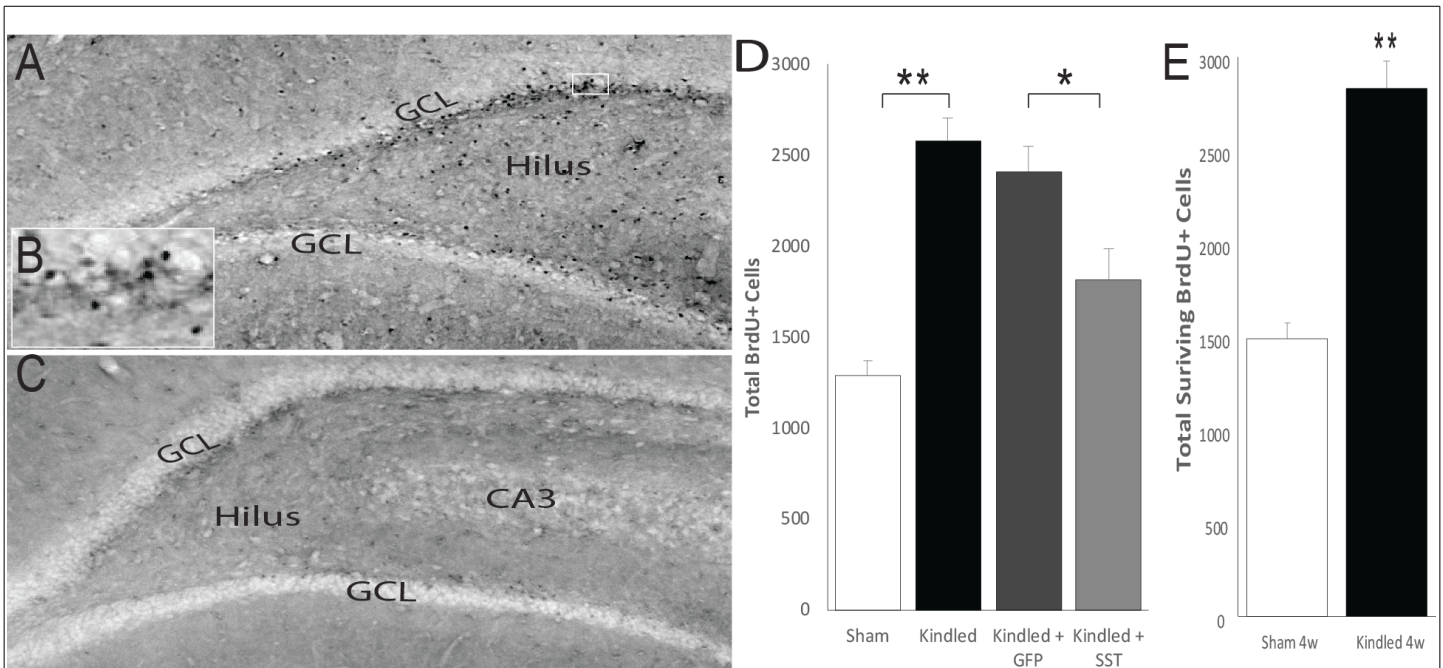 A
GCL
Hilus
B
GCL
C
GCL
CA3
Hilus
GCL
D
Total BrdU+ Cells
3000
2500
2000
1500
1000
500
0
**
*
Sham
Kindled
Kindled +
GFP
Kindled +
SST
E
Total Suriving BrdU+ Cells
3000
2500
2000
1500
1000
500
0
**
Sham 4w
Kindled 4w